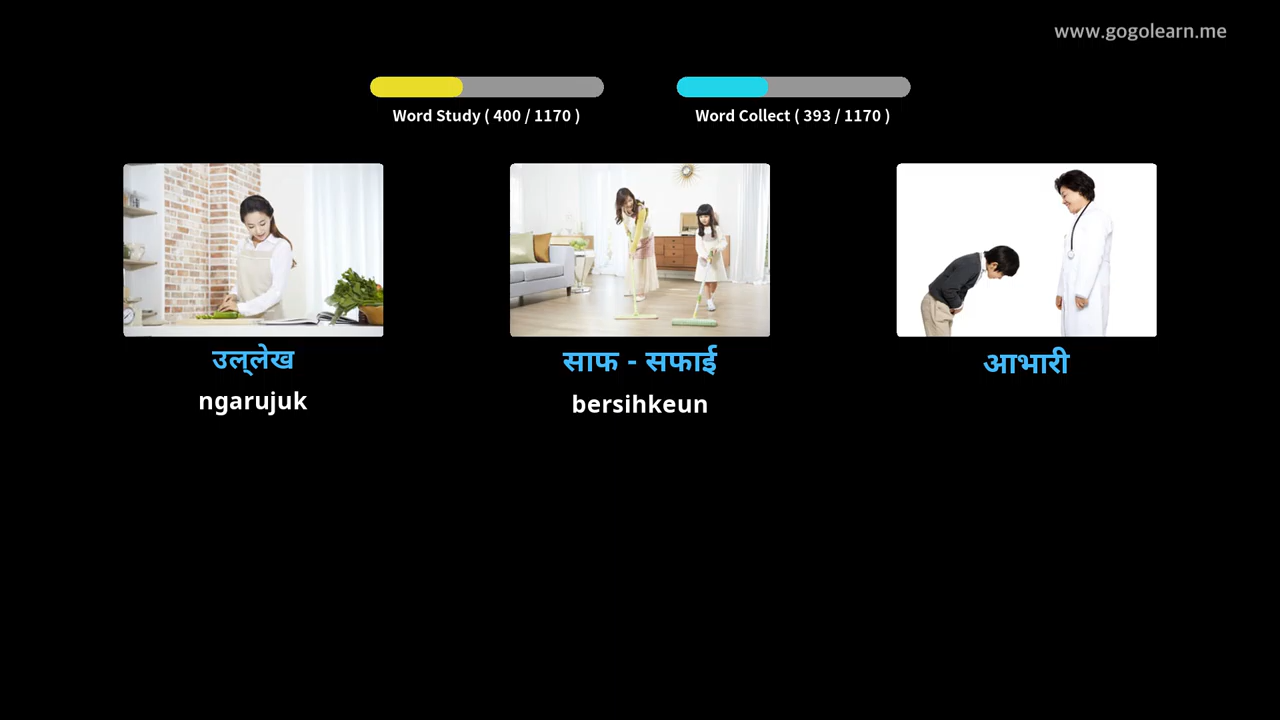 www.gogolearn.me
Word Study ( 400 / 1170 )
Word Collect ( 393 / 1170 )
उल्लेख
साफ - सफाई
आभारी
ngarujuk
bersihkeun